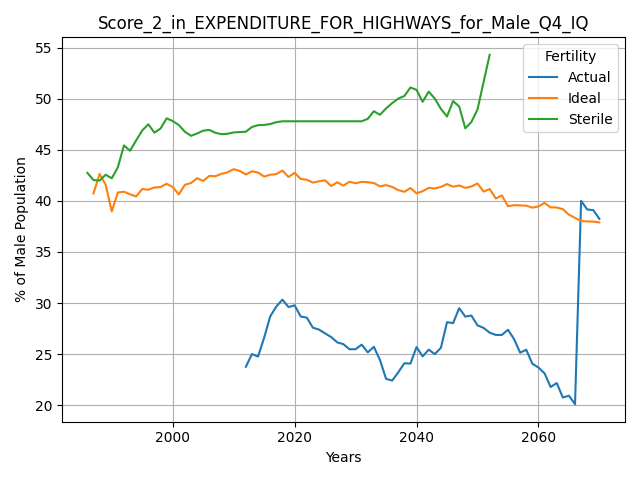 Score_2_in_EXPENDITURE_FOR_HIGHWAYS_for_Male_Q4_IQ
Fertility
Actual
Ideal
Sterile
% of Male Population
55
50
45
40
35
30
25
20
2000 2020 2040 2060
Years